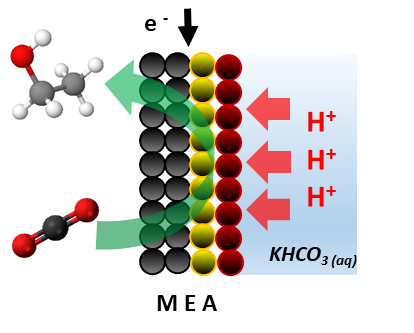 e -
H+
H+
H+
KHCO3 (aq)
M E A